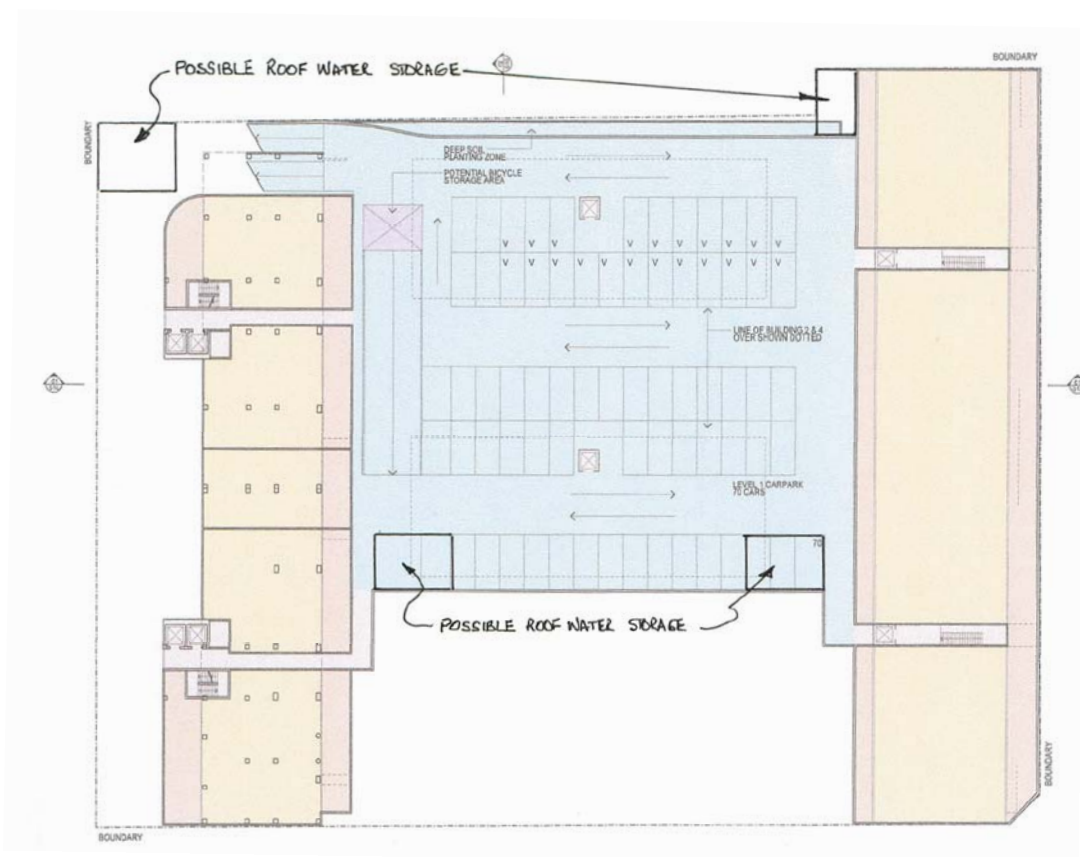 POSSIBLE ROOF WATER STORAGE
BOUNDARY
BOUNDARY
DEEP SOIL
PLANTING ZONE
POTENTIAL BICYCLE
STORAGE AREA
V V V V V V V V V V
V V V V V V V V V V V V
LINE OF BUILDING 2 & 4
OVER SHOWN DOTTED
LEVEL 1 CARPARK
70 CARS
70
POSSIBLE ROOF WATER STORAGE
BOUNDARY
BOUNDARY